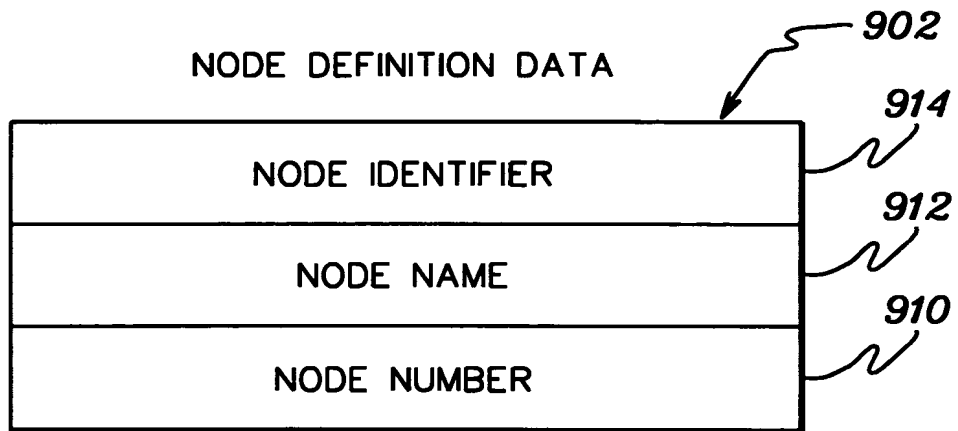 902
NODE DEFINITION DATA
914
NODE IDENTIFIER
912
NODE NAME
910
NODE NUMBER